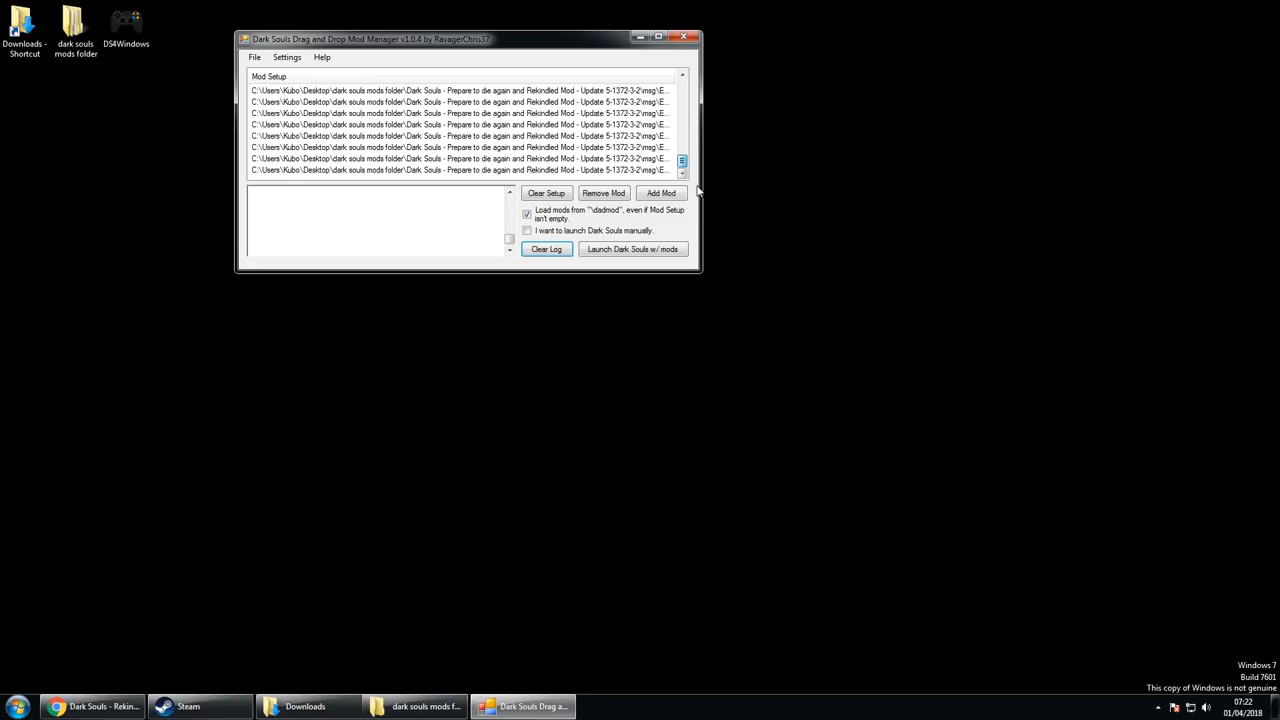 Downloads -
Shortcut
dark souls
mods folder
DS4Windows
Dark Souls Drag and Drop Mod Manager v1.0.4 by RavagerChris37
File Settings Help
Mod Setup
C:\Users\Kubo\Desktop\dark souls mods folder\Dark Souls - Prepare to die again and Rekindled Mod - Update 5-1372-3-2\msg\E...
C:\Users\Kubo\Desktop\dark souls mods folder\Dark Souls - Prepare to die again and Rekindled Mod - Update 5-1372-3-2\msg\E...
C:\Users\Kubo\Desktop\dark souls mods folder\Dark Souls - Prepare to die again and Rekindled Mod - Update 5-1372-3-2\msg\E...
C:\Users\Kubo\Desktop\dark souls mods folder\Dark Souls - Prepare to die again and Rekindled Mod - Update 5-1372-3-2\msg\E...
C:\Users\Kubo\Desktop\dark souls mods folder\Dark Souls - Prepare to die again and Rekindled Mod - Update 5-1372-3-2\msg\E...
C:\Users\Kubo\Desktop\dark souls mods folder\Dark Souls - Prepare to die again and Rekindled Mod - Update 5-1372-3-2\msg\E...
C:\Users\Kubo\Desktop\dark souls mods folder\Dark Souls - Prepare to die again and Rekindled Mod - Update 5-1372-3-2\msg\E...
C:\Users\Kubo\Desktop\dark souls mods folder\Dark Souls - Prepare to die again and Rekindled Mod - Update 5-1372-3-2\msg\E...
Clear Setup Remove Mod Add Mod
Load mods from "\dadmod", even if Mod Setup
isn't empty.
I want to launch Dark Souls manually.
Clear Log Launch Dark Souls w/ mods
Windows 7
Build 7601
This copy of Windows is not genuine
Dark Souls - Rekin... Steam Downloads dark souls mods f... Dark Souls Drag a...
07:22
01/04/2018